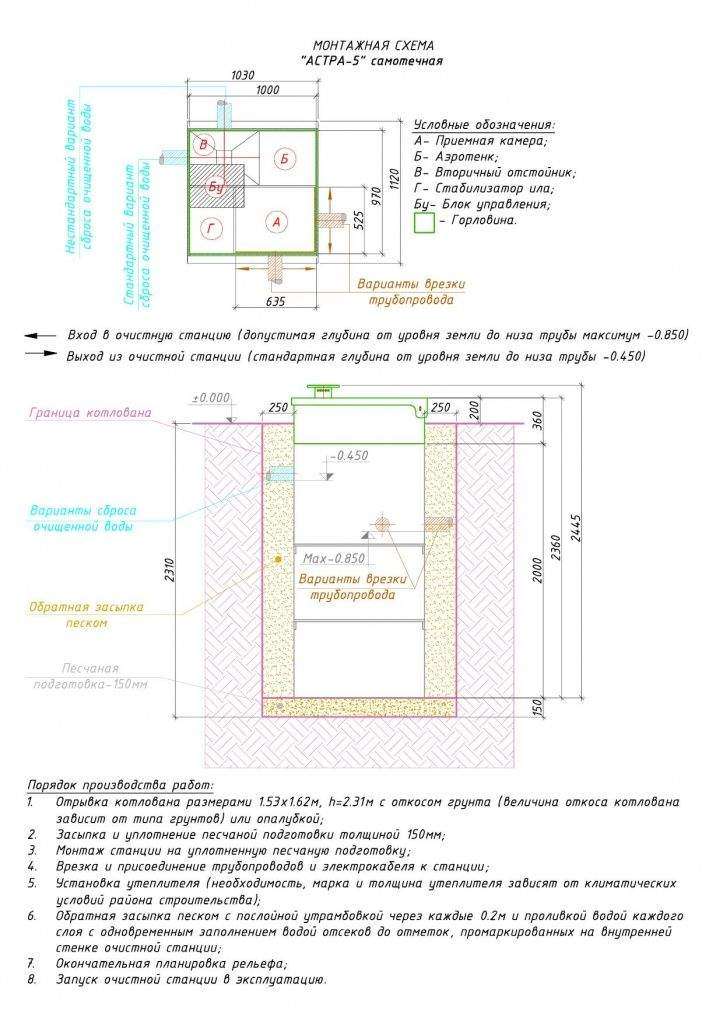 МОНТАЖНАЯ СХЕМА
"АСТРА-5" самотечная
1030
1000
Нестандартный вариант
сброса очищенной воды
Стандартный вариант
сброса очищенной воды
В
Б
Бу
Г
А
525
970
1120
635
Условные обозначения:
А- Приемная камера;
Б- Аэротенк;
В- Вторичный отстойник;
Г- Стабилизатор ила;
Бу- Блок управления;
- Горловина.
Варианты врезки
трубопровода
Вход в очистную станцию (допустимая глубина от уровня земли до низа трубы максимум -0.850)
Выход из очистной станции (стандартная глубина от уровня земли до низа трубы -0.450)
±0.000
250
250
200
360
Граница котлована
-0.450
Варианты сброса
очищенной воды
Max-0.850
Варианты врезки
трубопровода
2310
2000
2360
2445
Обратная засыпка
песком
Песчаная
подготовка-150мм
150
Порядок производства работ:
1. Отрывка котлована размерами 1.53х1.62м, h=2.31м с откосом грунта (величина откоса котлована
зависит от типа грунтов) или опалубкой;
2. Засыпка и уплотнение песчаной подготовки толщиной 150мм;
3. Монтаж станции на уплотненную песчаную подготовку;
4. Врезка и присоединение трубопроводов и электрокабеля к станции;
5. Установка утеплителя (необходимость, марка и толщина утеплителя зависят от климатических
условий района строительства);
6. Обратная засыпка песком с послойной утрамбовкой через каждые 0.2м и проливкой водой каждого
слоя с одновременным заполнением водой отсеков до отметок, промаркированных на внутренней
стенке очистной станции;
7. Окончательная планировка рельефа;
8. Запуск очистной станции в эксплуатацию.